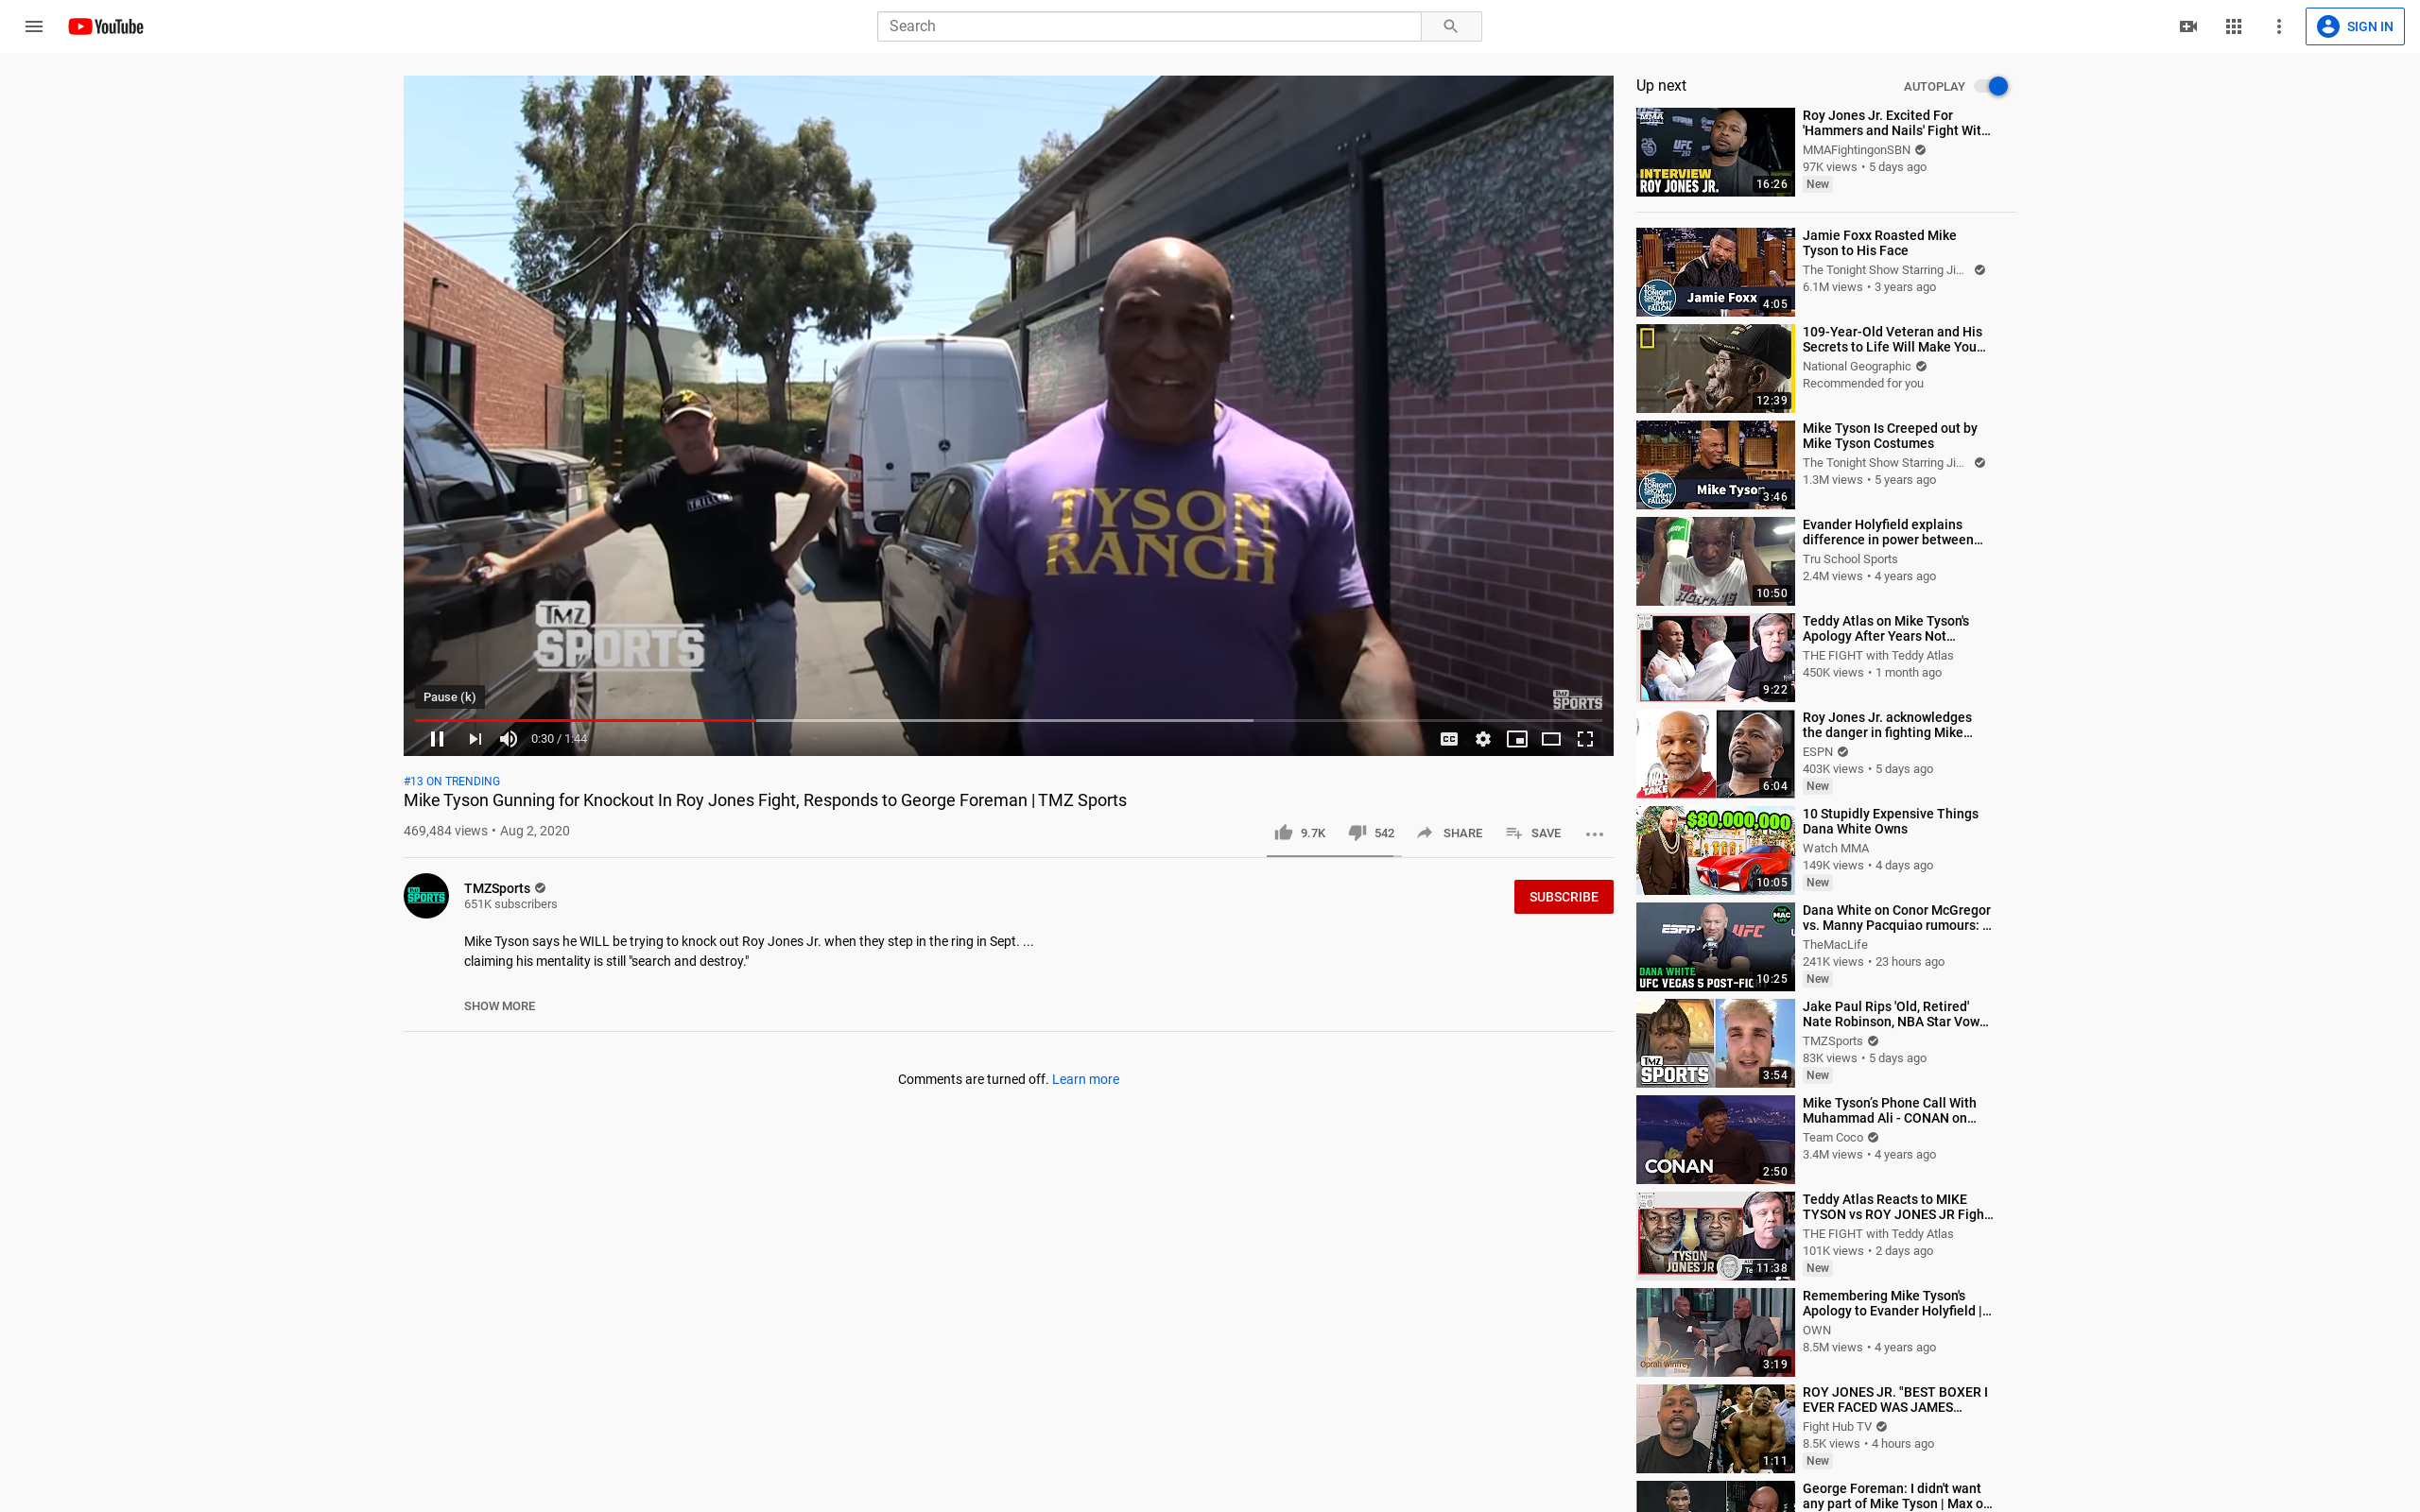 YouTube
Search
SIGN IN
TRILLER
TYSON
RANCH
TMZ
SPORTS
TMZ
SPORTS
Pause (k)
0:30 / 1:44
CC
#13 ON TRENDING
Mike Tyson Gunning for Knockout In Roy Jones Fight, Responds to George Foreman | TMZ Sports
469,484 views • Aug 2, 2020
9.7K
542
SHARE
SAVE
SPORTS
TMZSports
651K subscribers
SUBSCRIBE
Mike Tyson says he WILL be trying to knock out Roy Jones Jr. when they step in the ring in Sept. ...
claiming his mentality is still "search and destroy."
SHOW MORE
Comments are turned off. Learn more
Up next
AUTOPLAY
MMA
UFC
INTERVIEW
ROY JONES JR.
16:26
Roy Jones Jr. Excited For
'Hammers and Nails' Fight Wit...
MMAFightingonSBN
97K views • 5 days ago
New
THE
TONIGHT
SHOW
Jamie Foxx
4:05
Jamie Foxx Roasted Mike
Tyson to His Face
The Tonight Show Starring Ji...
6.1M views • 3 years ago
12:39
109-Year-Old Veteran and His
Secrets to Life Will Make You...
National Geographic
Recommended for you
THE
TONIGHT
SHOW
Mike Tyson
3:46
Mike Tyson Is Creeped out by
Mike Tyson Costumes
The Tonight Show Starring Ji...
1.3M views • 5 years ago
10:50
Evander Holyfield explains
difference in power between...
Tru School Sports
2.4M views • 4 years ago
9:22
Teddy Atlas on Mike Tyson's
Apology After Years Not...
THE FIGHT with Teddy Atlas
450K views • 1 month ago
6:04
Roy Jones Jr. acknowledges
the danger in fighting Mike...
ESPN
403K views • 5 days ago
New
$80,000,000
10:05
10 Stupidly Expensive Things
Dana White Owns
Watch MMA
149K views • 4 days ago
New
MAC
ESPN
UFC
DANA WHITE
UFC VEGAS 5 POST-FI
10:25
Dana White on Conor McGregor
vs. Manny Pacquiao rumours: ...
TheMacLife
241K views • 23 hours ago
New
TMZ
SPORTS
3:54
Jake Paul Rips 'Old, Retired'
Nate Robinson, NBA Star Vow...
TMZSports
83K views • 5 days ago
New
CONAN
2:50
Mike Tyson's Phone Call With
Muhammad Ali - CONAN on...
Team Coco
3.4M views • 4 years ago
TYSON
JONES JR
11:38
Teddy Atlas Reacts to MIKE
TYSON vs ROY JONES JR Figh...
THE FIGHT with Teddy Atlas
101K views • 2 days ago
New
Oprah Winfrey
3:19
Remembering Mike Tyson's
Apology to Evander Holyfield |...
OWN
8.5M views • 4 years ago
1:11
ROY JONES JR. "BEST BOXER I
EVER FACED WAS JAMES...
Fight Hub TV
8.5K views • 4 hours ago
New
George Foreman: I didn't want
any part of Mike Tyson | Max o...